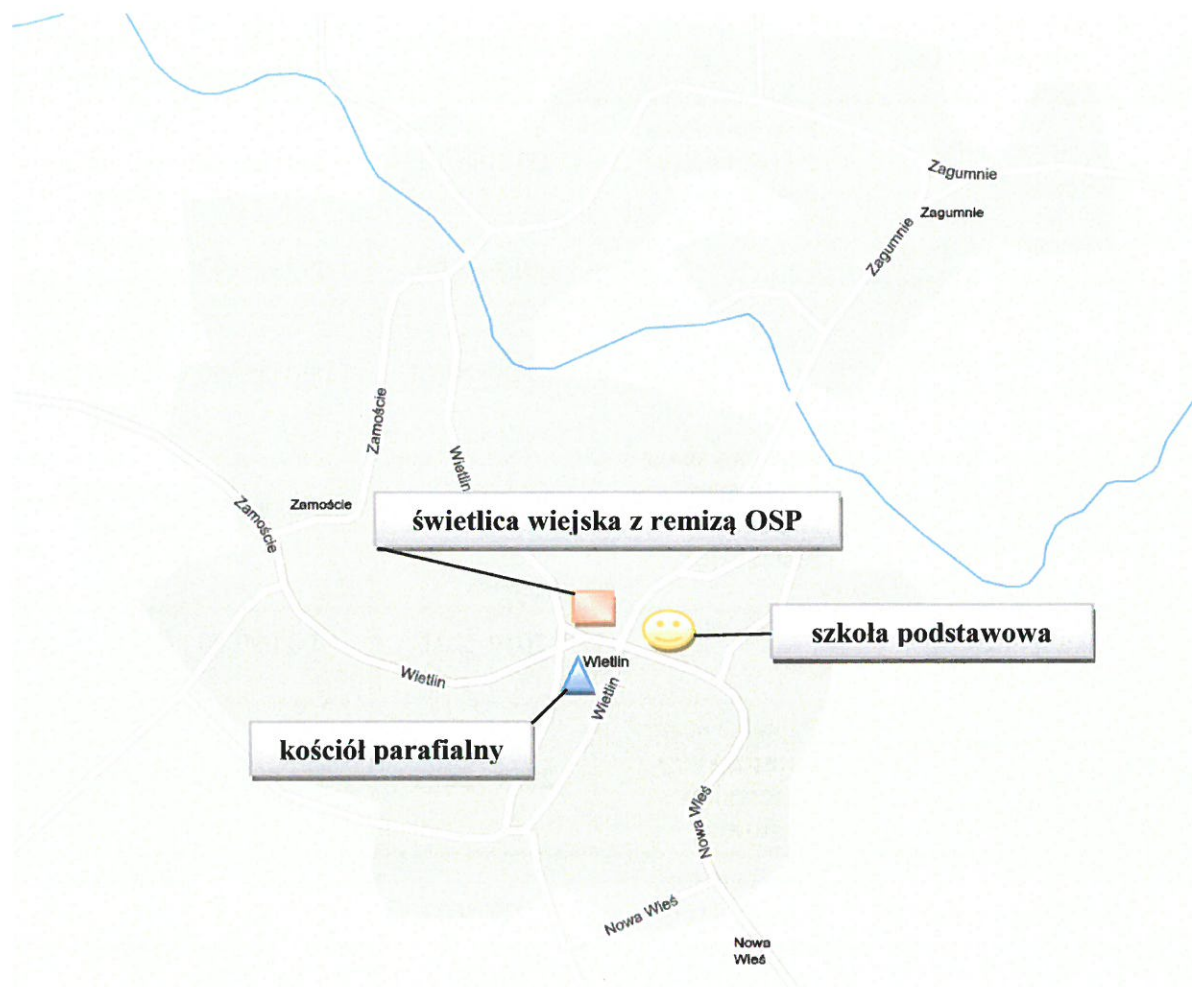 Zagumnie
Zagumnie
Zagumnie
Zamoście
Wietlin
Zamoście
Zamoście
świetlica wiejska z remizą OSP
szkoła podstawowa
Wietlin
Wietlin
Wietlin
kościół parafialny
Nowa Wieś
Nowa Wieś
Nowa
Wieś